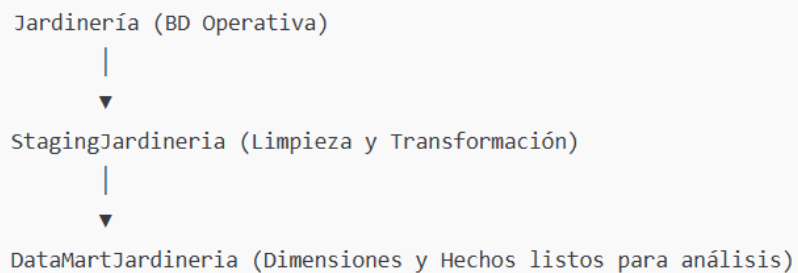 Jardinería (BD Operativa)
│
▼
StagingJardineria (Limpieza y Transformación)
│
▼
DataMartJardineria (Dimensiones y Hechos listos para análisis)